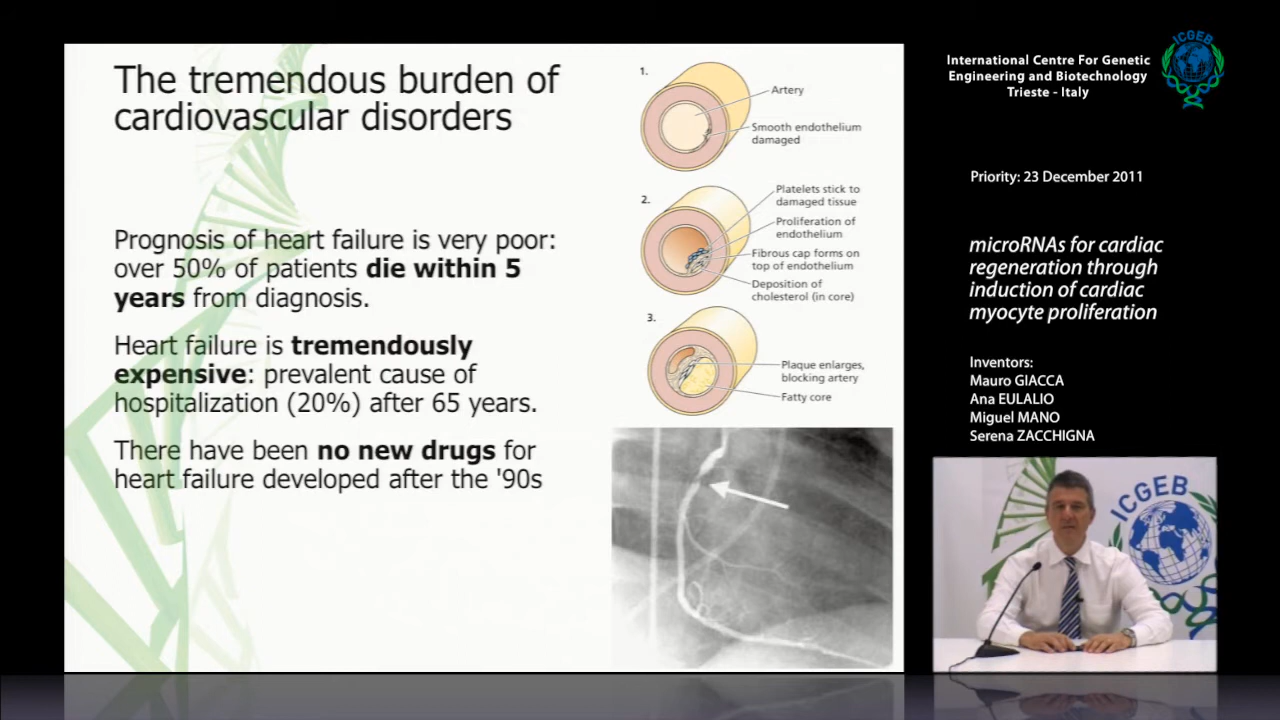 The tremendous burden of
cardiovascular disorders
Prognosis of heart failure is very poor:
over 50% of patients die within 5
years from diagnosis.
Heart failure is tremendously
expensive: prevalent cause of
hospitalization (20%) after 65 years.
There have been no new drugs for
heart failure developed after the '90s
1.
Artery
Smooth endothelium
damaged
2.
Platelets stick to
damaged tissue
Proliferation of
endothelium
Fibrous cap forms on
top of endothelium
Deposition of
cholesterol (in core)
3.
Plaque enlarges,
blocking artery
Fatty core
International Centre For Genetic
Engineering and Biotechnology
Trieste - Italy
ICGEB
Priority: 23 December 2011
microRNAs for cardiac
regeneration through
induction of cardiac
myocyte proliferation
Inventors:
Mauro GIACCA
Ana EULALIO
Miguel MANO
Serena ZACCHIGNA
ICGEB